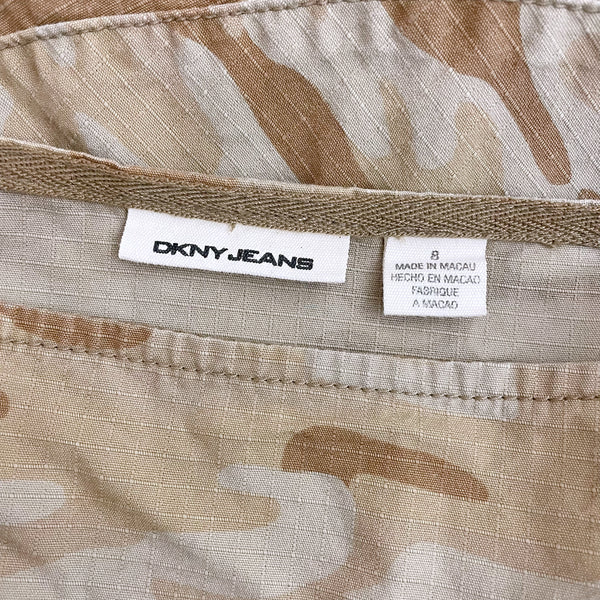 DKNY JEANS
8
MADE IN MACAU
HECHO EN MACAO
FABRIQUE
A MACAO